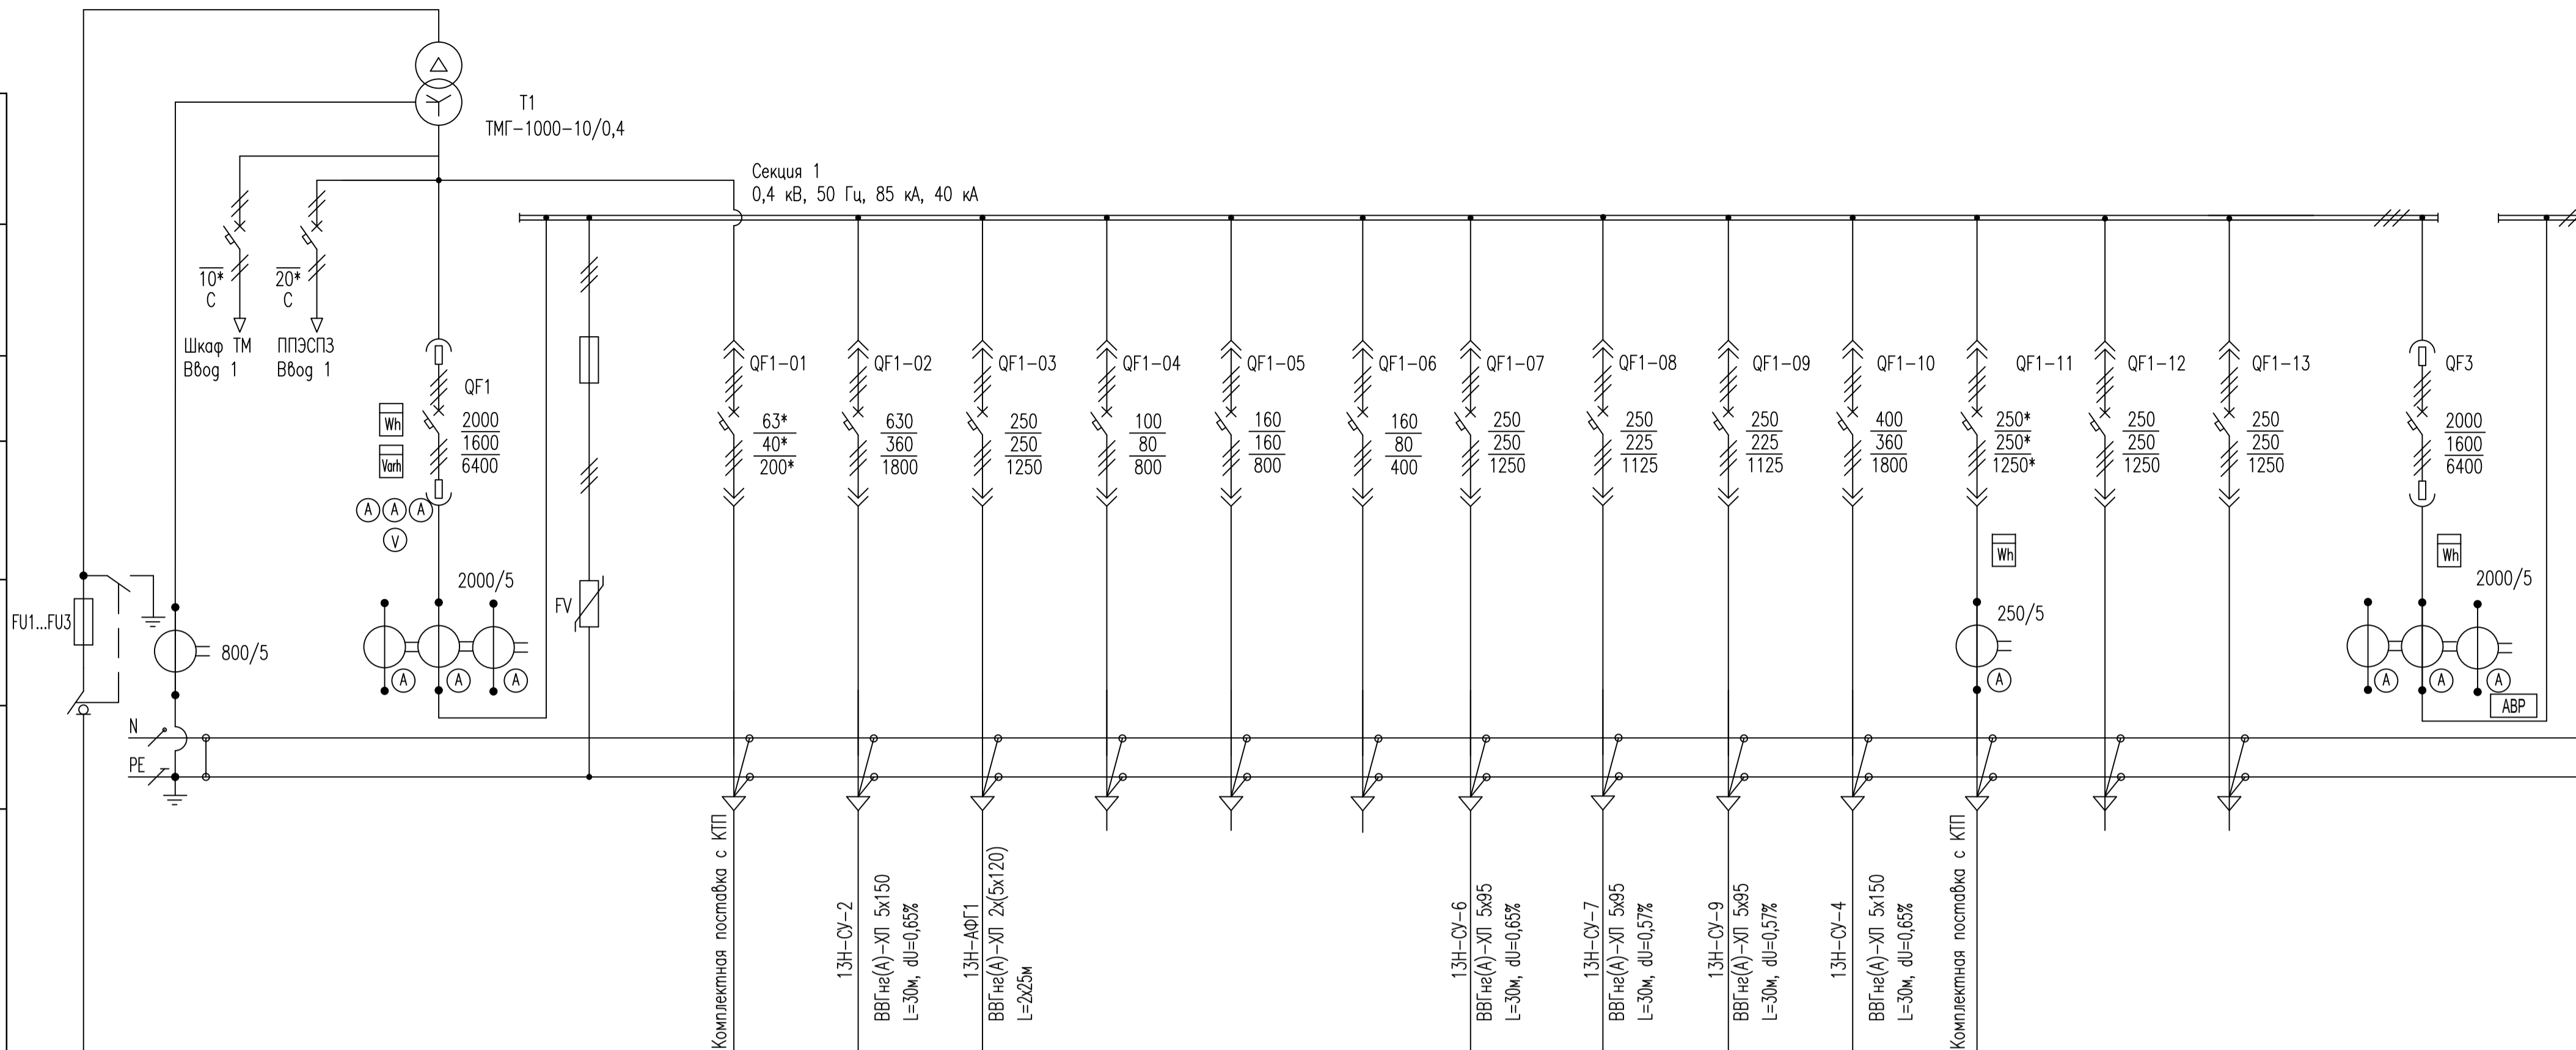 Т1
ТМГ-1000-10/0,4
Секция 1
0,4 кВ, 50 Гц, 85 кА, 40 кА
10*
С
20*
С
Шкаф ТМ
Ввод 1
ППЭСПЗ
Ввод 1
QF1
2000
1600
6400
Wh
Varh
A A A
V
2000/5
A A A
FV
FU1...FU3
800/5
N
PE
QF1-01
63*
40*
200*
QF1-02
630
360
1800
QF1-03
250
250
1250
QF1-04
100
80
800
QF1-05
160
160
800
QF1-06
160
80
400
QF1-07
250
250
1250
QF1-08
250
225
1125
QF1-09
250
225
1125
QF1-10
400
360
1800
QF1-11
250*
250*
1250*
Wh
250/5
A
QF1-12
250
250
1250
QF1-13
250
250
1250
QF3
2000
1600
6400
Wh
2000/5
A A A
АВР
Комплектная поставка с КТП
13Н-СУ-2
ВВГнг(А)-ХЛ 5х150
L=30м, dU=0,65%
13Н-АФГ1
ВВГнг(А)-ХЛ 2х(5х120)
L=2х25м
13Н-СУ-6
ВВГнг(А)-ХЛ 5х95
L=30м, dU=0,65%
13Н-СУ-7
ВВГнг(А)-ХЛ 5х95
L=30м, dU=0,57%
13Н-СУ-9
ВВГнг(А)-ХЛ 5х95
L=30м, dU=0,57%
13Н-СУ-4
ВВГнг(А)-ХЛ 5х150
L=30м, dU=0,65%
Комплектная поставка с КТП